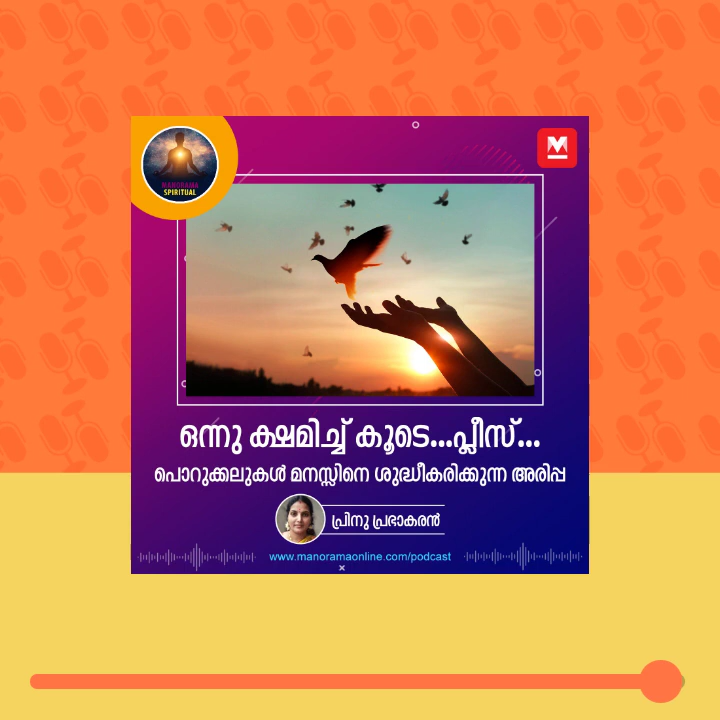 MANORAMA
SPIRITUAL
M
ഒന്നു ക്ഷമിച്ച് കൂടെ...പ്ലീസ്...
പൊറുക്കലുകൾ മനസ്സിനെ ശുദ്ധീകരിക്കുന്ന അരിപ്പ
പ്രിനു പ്രഭാകരൻ
www.manoramaonline.com/podcast